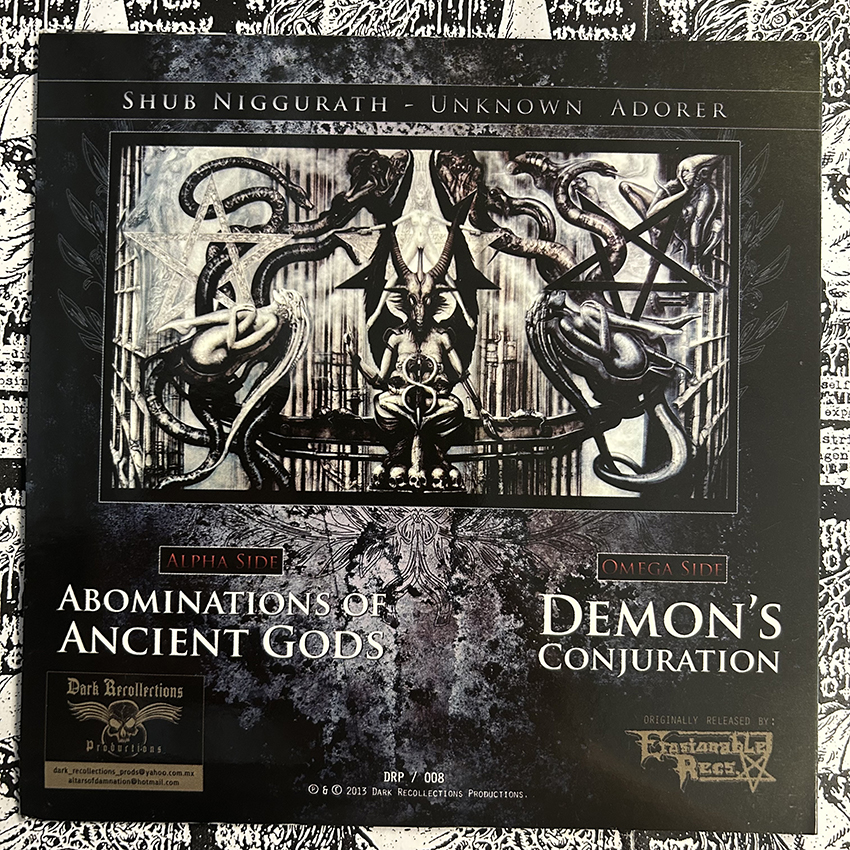 SHUB NIGGURATH - UNKNOWN ADORER
ALPHA SIDE
ABOMINATIONS OF
ANCIENT GODS
OMEGA SIDE
DEMON'S
CONJURATION
Dark Recollections
Productions
dark_recollections_prods@yahoo.com.mx
altarsofdamnation@hotmail.com
ORIGINALLY RELEASED BY:
Recs.
DRP / 008
℗ & © 2013 DARK RECOLLECTIONS PRODUCTIONS.